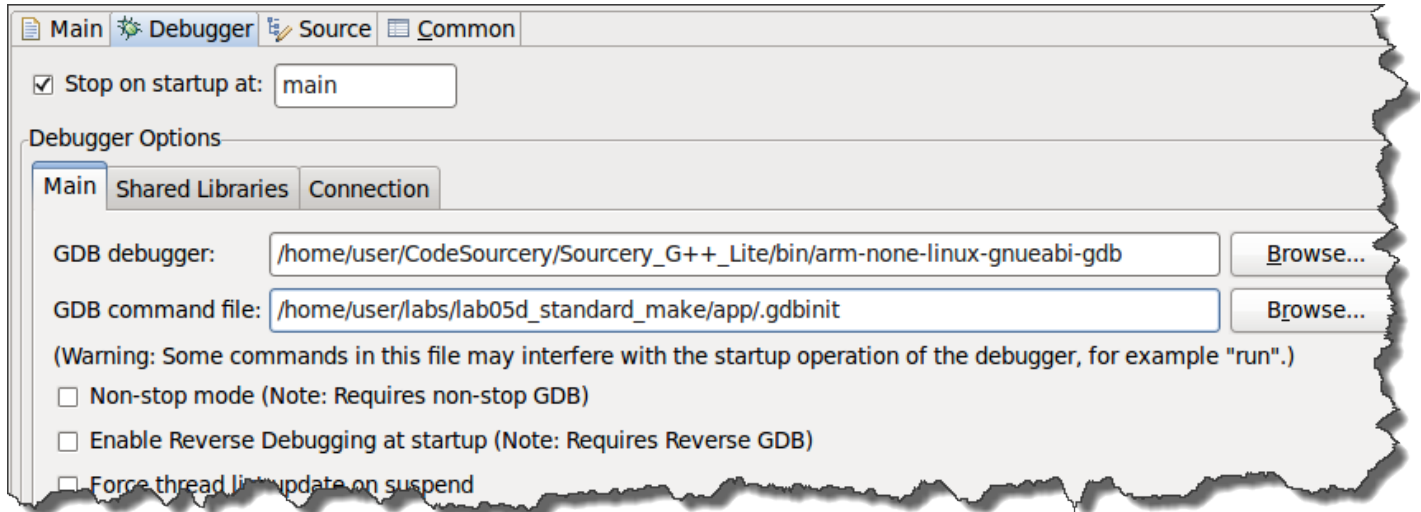 Main Debugger Source Common
Stop on startup at: main
Debugger Options
Main Shared Libraries Connection
GDB debugger: /home/user/CodeSourcery/Sourcery_G++_Lite/bin/arm-none-linux-gnueabi-gdb Browse...
GDB command file: /home/user/labs/lab05d_standard_make/app/.gdbinit Browse...
(Warning: Some commands in this file may interfere with the startup operation of the debugger, for example "run".)
Non-stop mode (Note: Requires non-stop GDB)
Enable Reverse Debugging at startup (Note: Requires Reverse GDB)
Force thread list update on suspend